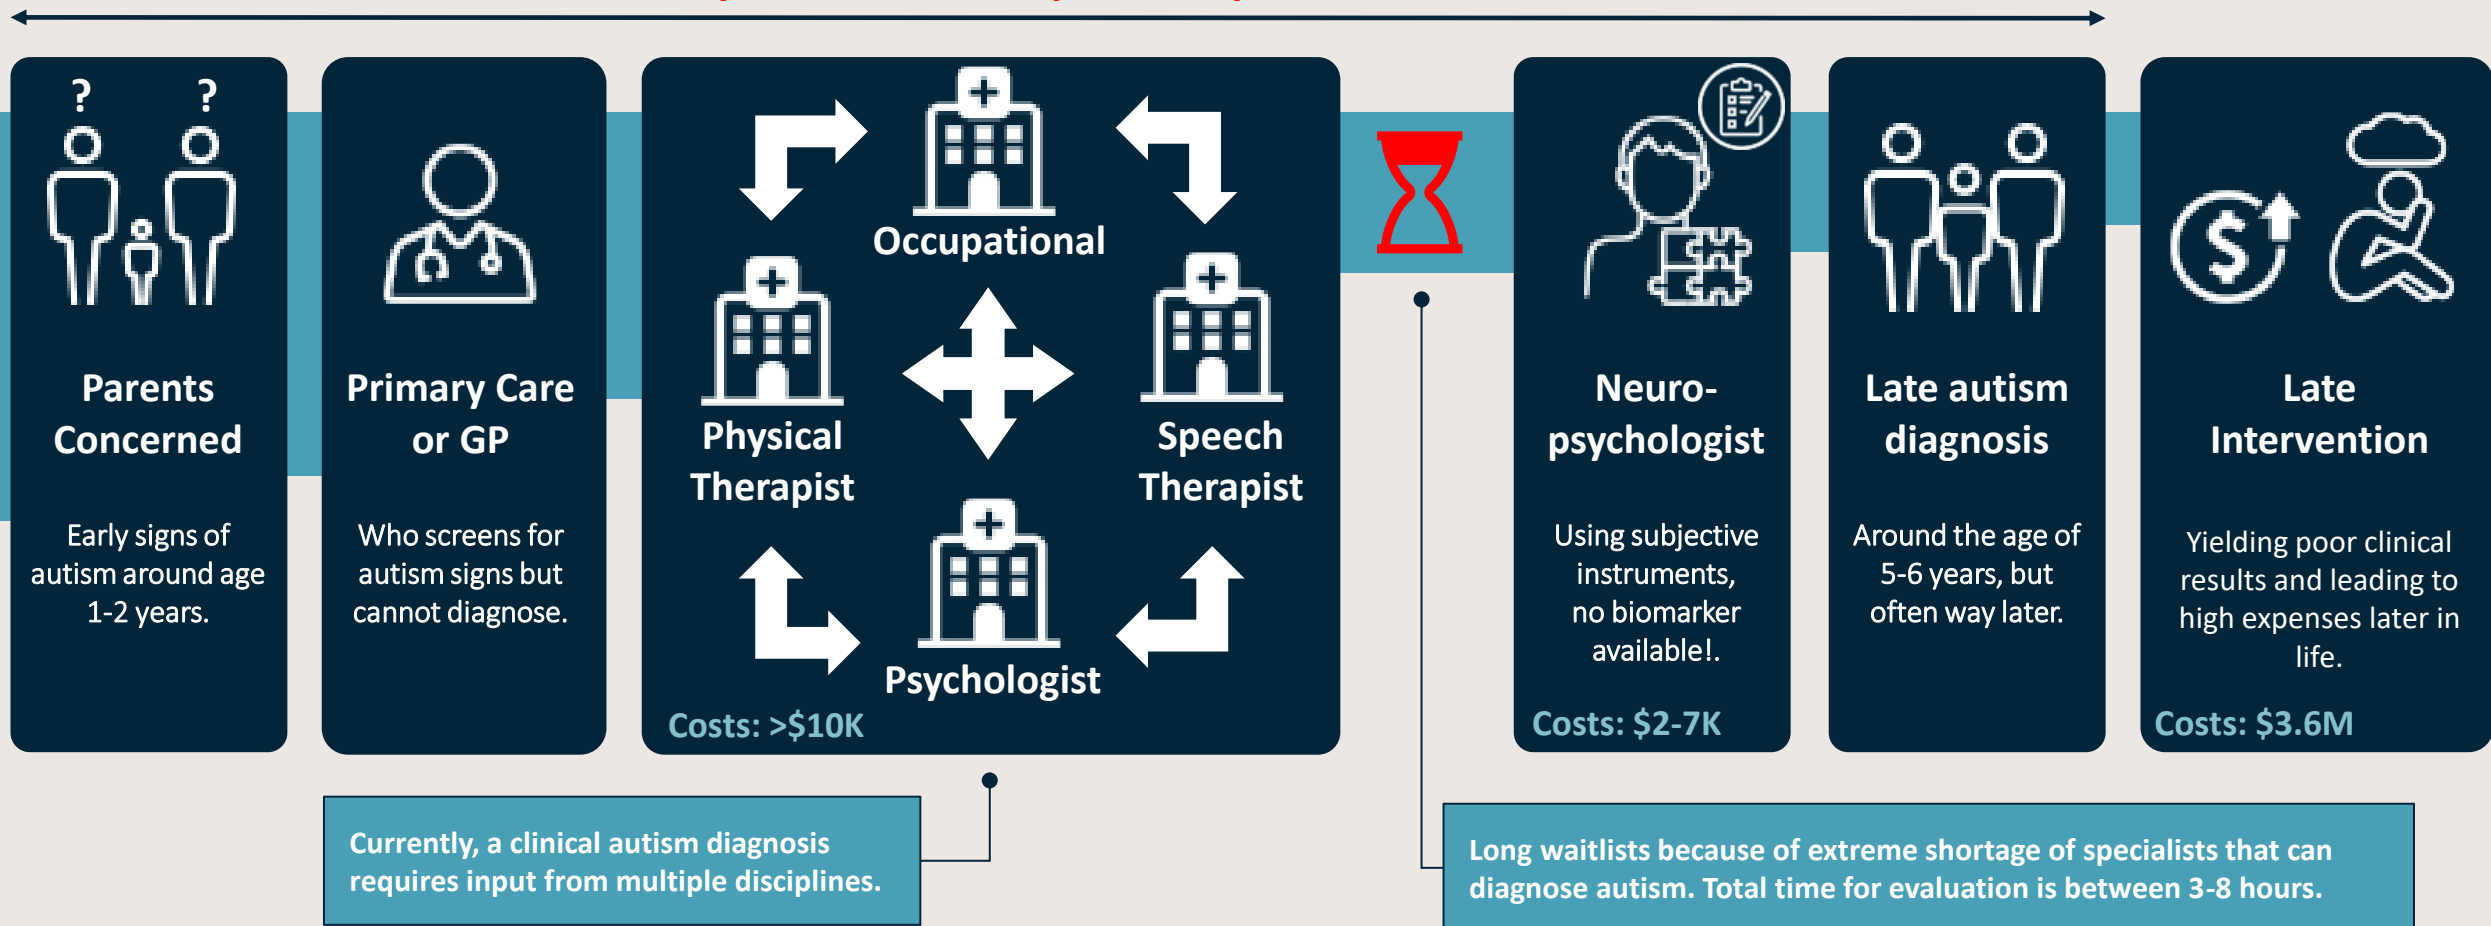 ? ?
Parents
Concerned
Early signs of
autism around age
1-2 years.
Primary Care
or GP
Who screens for
autism signs but
cannot diagnose.
Occupational
Physical
Therapist
Speech
Therapist
Psychologist
Costs: >$10K
Neuro-
psychologist
Using subjective
instruments,
no biomarker
available!.
Costs: $2-7K
Late autism
diagnosis
Around the age of
5-6 years, but
often way later.
$
Late
Intervention
Yielding poor clinical
results and leading to
high expenses later in
life.
Costs: $3.6M
Currently, a clinical autism diagnosis
requires input from multiple disciplines.
Long waitlists because of extreme shortage of specialists that can
diagnose autism. Total time for evaluation is between 3-8 hours.